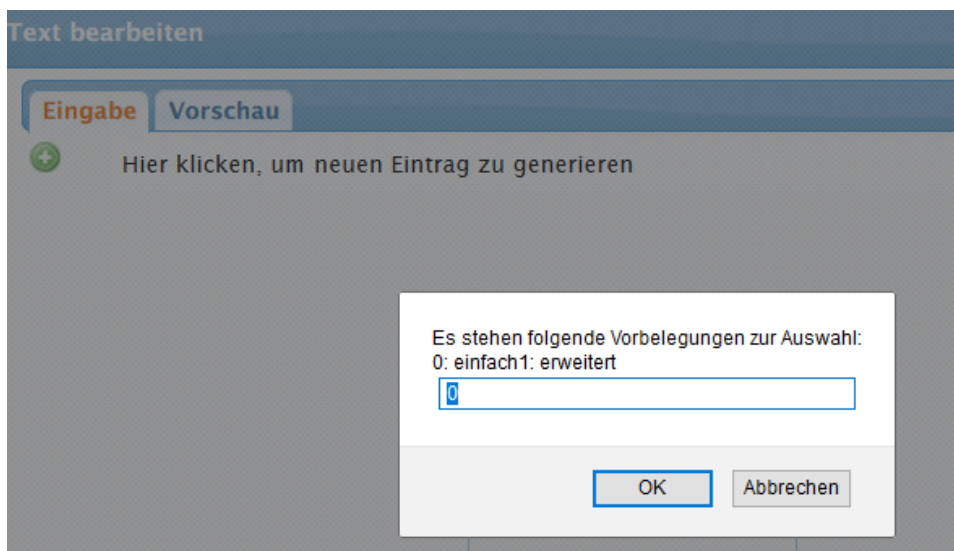 Text bearbeiten
Eingabe Vorschau
Hier klicken, um neuen Eintrag zu generieren
Es stehen folgende Vorbelegungen zur Auswahl:
0: einfach1: erweitert
0
OK Abbrechen